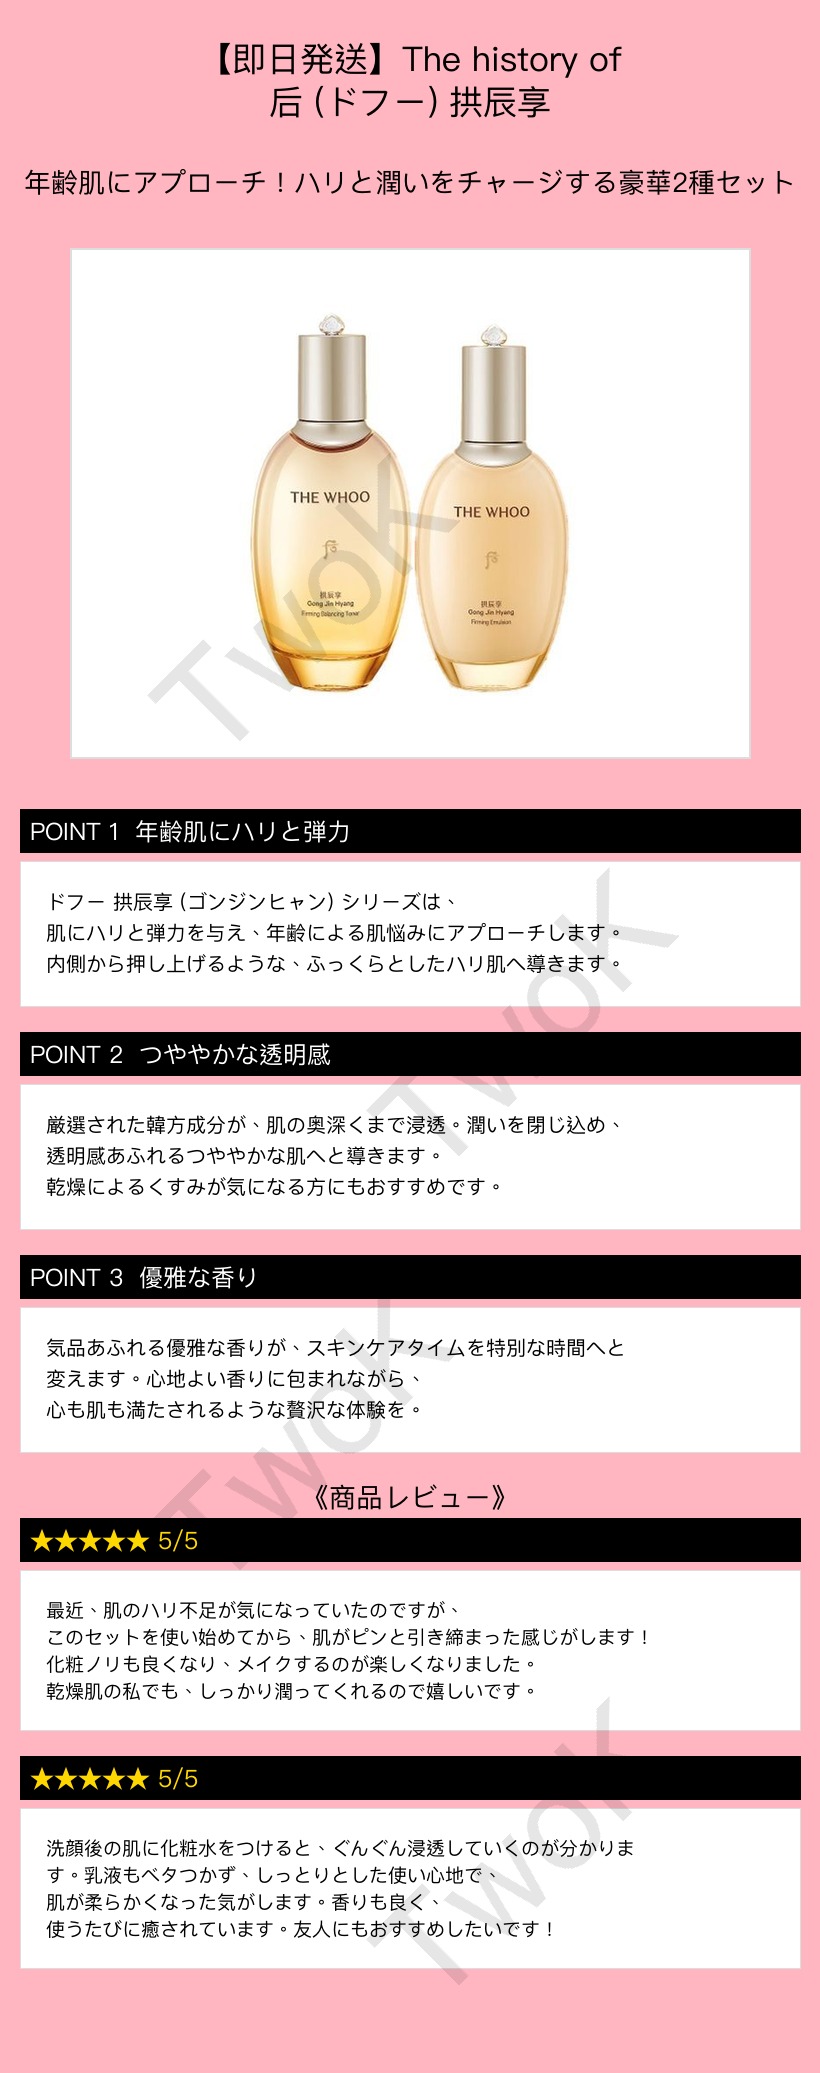 【即日発送】The history of
后 (ドフー) 拱辰享
年齢肌にアプローチ！ハリと潤いをチャージする豪華2種セット
THE WHOO
拱辰享
Gong Jin Hyang
Firming Balancing Toner
THE WHOO
拱辰享
Gong Jin Hyang
Firming Emulsion
TwoK
POINT 1 年齢肌にハリと弾力
ドフー 拱辰享 (ゴンジンヒャン) シリーズは、
肌にハリと弾力を与え、年齢による肌悩みにアプローチします。
内側から押し上げるような、ふっくらとしたハリ肌へ導きます。
TwoK
POINT 2 つややかな透明感
厳選された韓方成分が、肌の奥深くまで浸透。潤いを閉じ込め、
透明感あふれるつややかな肌へと導きます。
乾燥によるくすみが気になる方にもおすすめです。
POINT 3 優雅な香り
気品あふれる優雅な香りが、スキンケアタイムを特別な時間へと
変えます。心地よい香りに包まれながら、
心も肌も満たされるような贅沢な体験を。
TwoK
《商品レビュー》
★★★★★ 5/5
最近、肌のハリ不足が気になっていたのですが、
このセットを使い始めてから、肌がピンと引き締まった感じがします！
化粧ノリも良くなり、メイクするのが楽しくなりました。
乾燥肌の私でも、しっかり潤ってくれるので嬉しいです。
★★★★★ 5/5
洗顔後の肌に化粧水をつけると、ぐんぐん浸透していくのが分かりま
す。乳液もベタつかず、しっとりとした使い心地で、
肌が柔らかくなった気がします。香りも良く、
使うたびに癒されています。友人にもおすすめしたいです！
TwoK